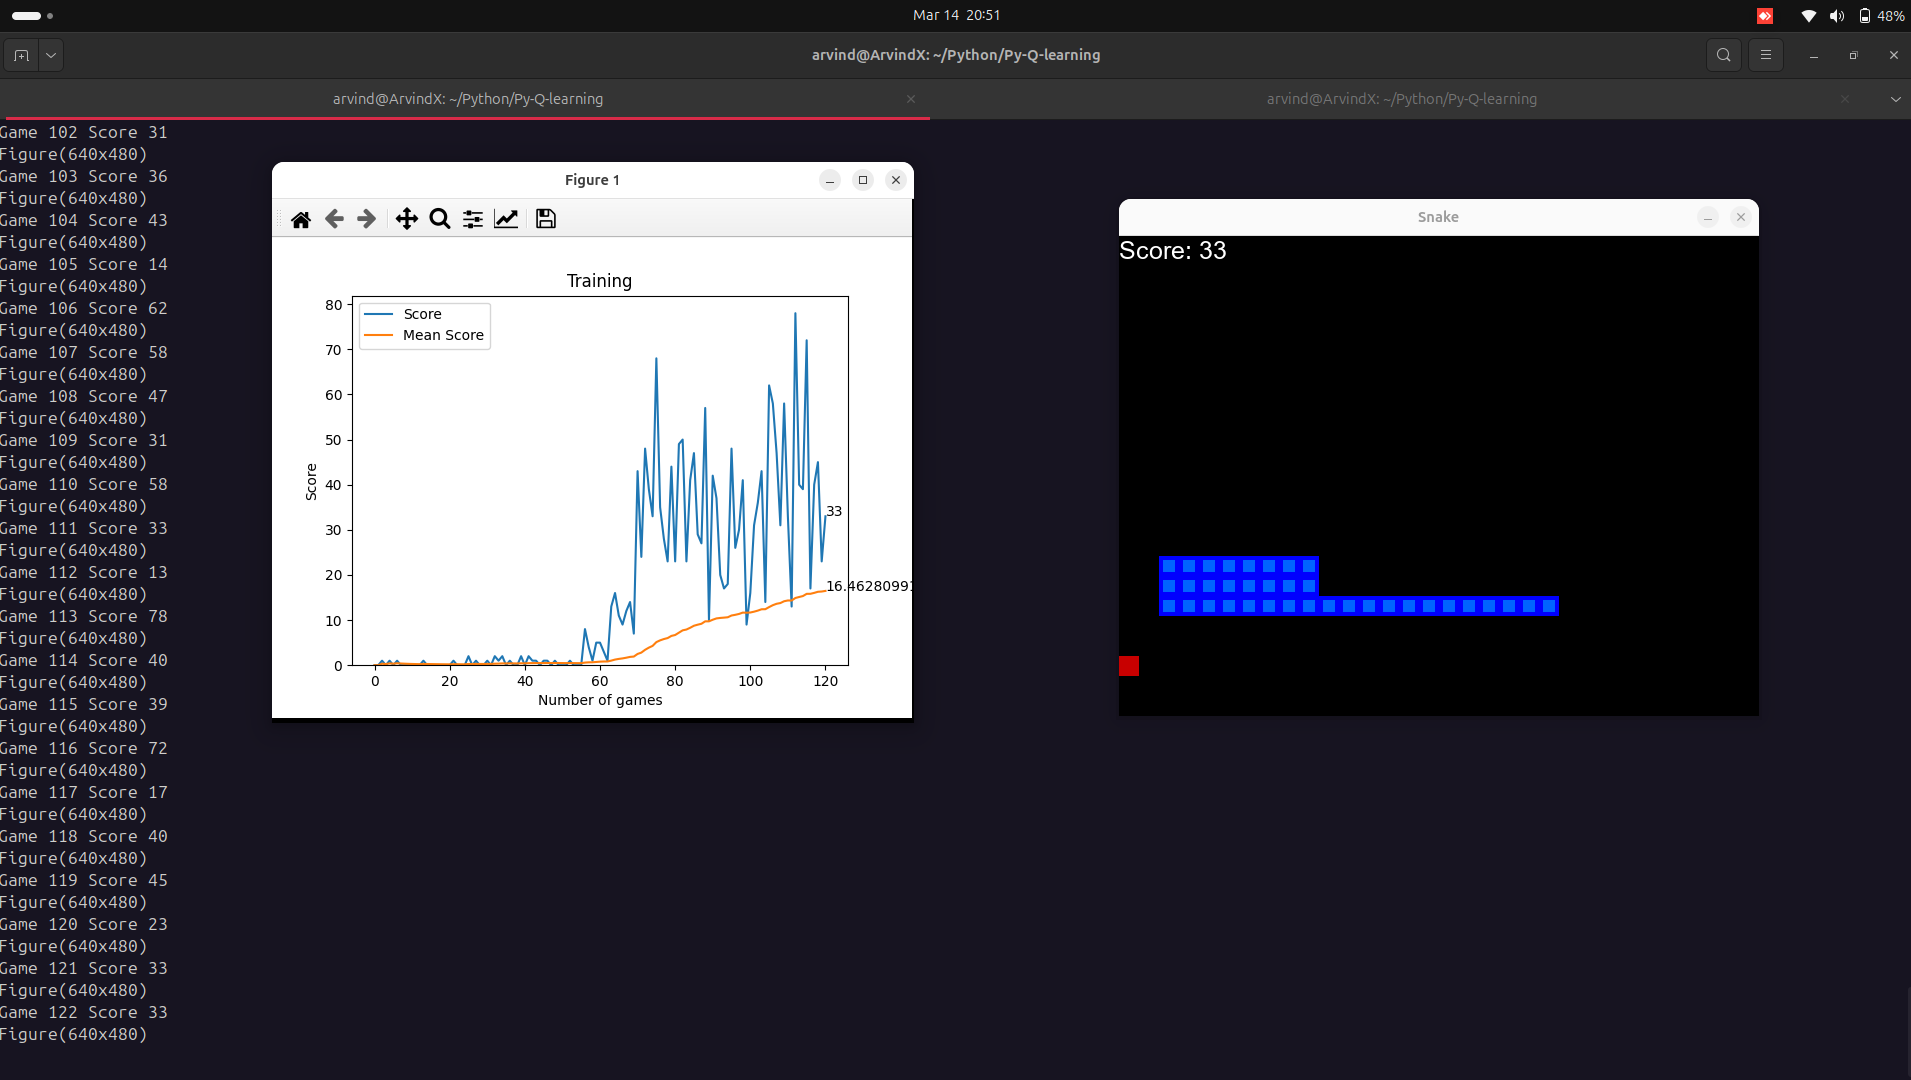 Mar 14 20:51
48%
arvind@ArvindX: ~/Python/Py-Q-learning
arvind@ArvindX: ~/Python/Py-Q-learning
arvind@ArvindX: ~/Python/Py-Q-learning
Game 102 Score 31
Figure(640x480)
Game 103 Score 36
Figure(640x480)
Game 104 Score 43
Figure(640x480)
Game 105 Score 14
Figure(640x480)
Game 106 Score 62
Figure(640x480)
Game 107 Score 58
Figure(640x480)
Game 108 Score 47
Figure(640x480)
Game 109 Score 31
Figure(640x480)
Game 110 Score 58
Figure(640x480)
Game 111 Score 33
Figure(640x480)
Game 112 Score 13
Figure(640x480)
Game 113 Score 78
Figure(640x480)
Game 114 Score 40
Figure(640x480)
Game 115 Score 39
Figure(640x480)
Game 116 Score 72
Figure(640x480)
Game 117 Score 17
Figure(640x480)
Game 118 Score 40
Figure(640x480)
Game 119 Score 45
Figure(640x480)
Game 120 Score 23
Figure(640x480)
Game 121 Score 33
Figure(640x480)
Game 122 Score 33
Figure(640x480)
Figure 1
Training
Score
Mean Score
80
70
60
50
40
30
20
10
0
Score
33
16.46280991
0 20 40 60 80 100 120
Number of games
Snake
Score: 33